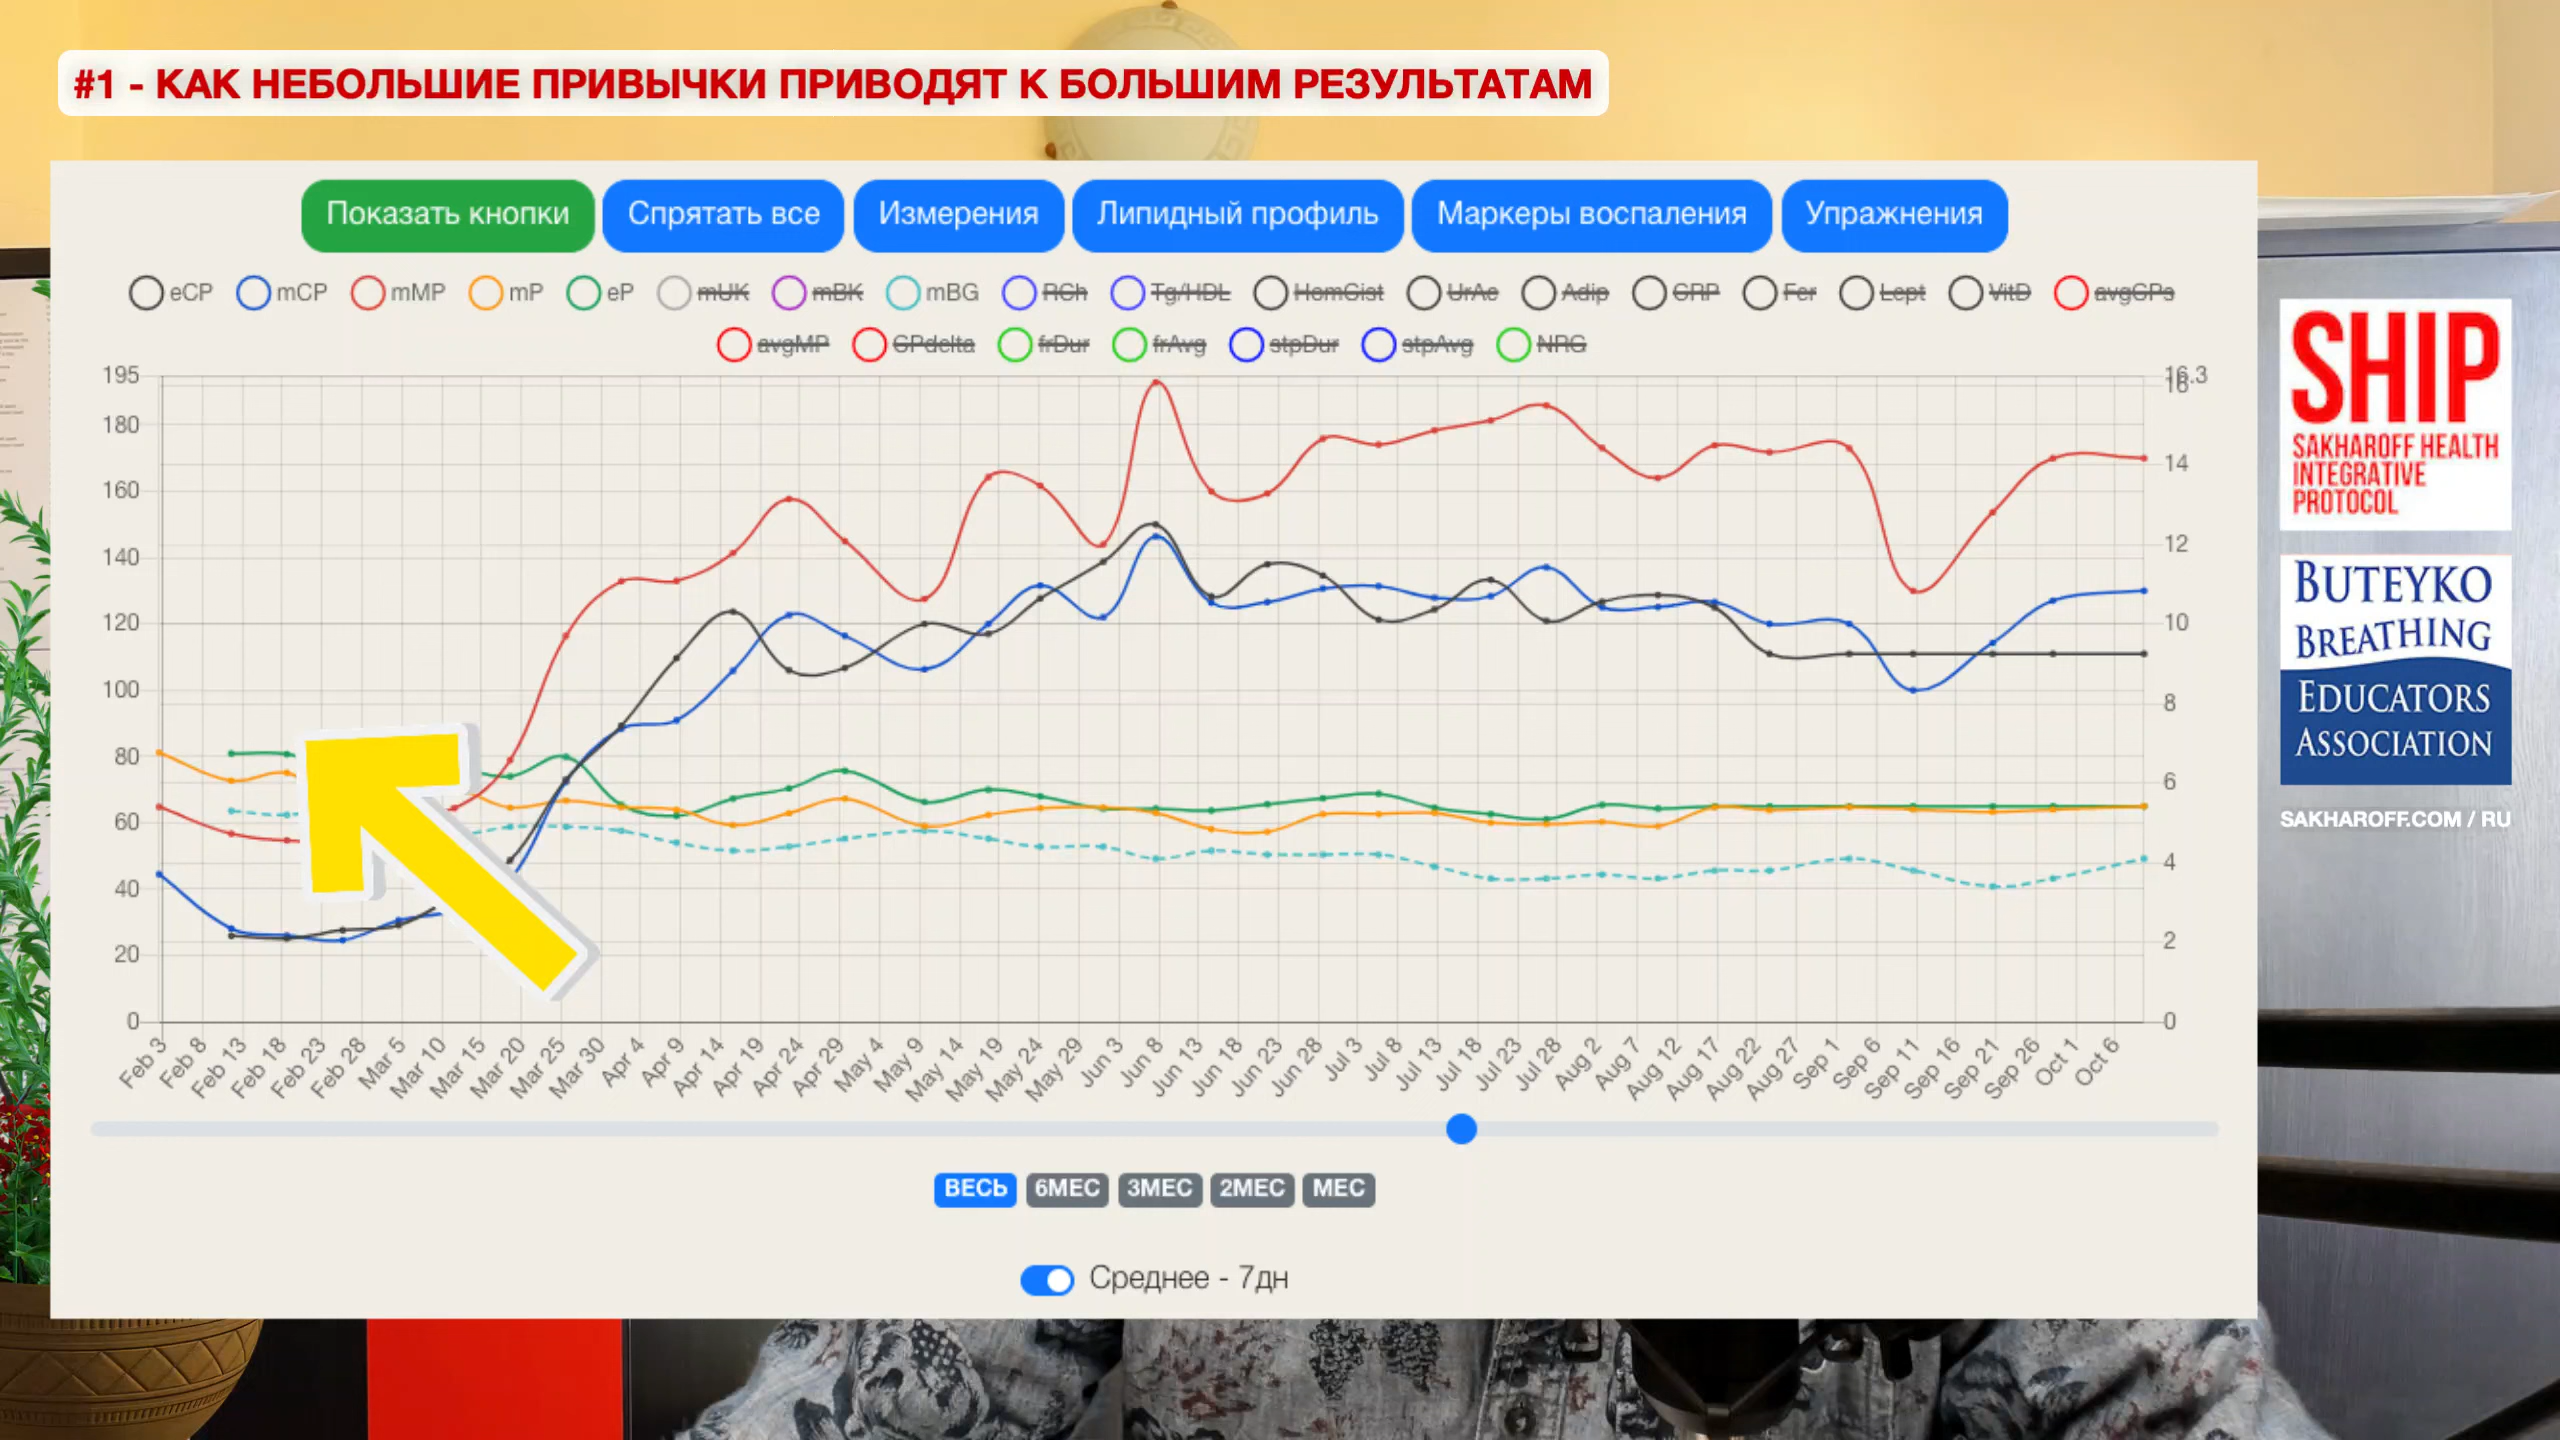 #1 - КАК НЕБОЛЬШИЕ ПРИВЫЧКИ ПРИВОДЯТ К БОЛЬШИМ РЕЗУЛЬТАТАМ
Показать кнопки Спрятать все Измерения Липидный профиль Маркеры воспаления Упражнения
eCP mCP mMP mP eP mUK mBK mBG RCh Tg/HDL HomGist UrAc Adip CRP Fer Lept VitD avgCPs
avgMP CPdelta frDur frAvg stpDur stpAvg NRG
195 180 160 140 120 100 80 60 40 20 0
16.3 16 14 12 10 8 6 4 2 0
Feb 3 Feb 8 Feb 13 Feb 18 Feb 23 Feb 28 Mar 5 Mar 10 Mar 15 Mar 20 Mar 25 Mar 30 Apr 4 Apr 9 Apr 14 Apr 19 Apr 24 Apr 29 May 4 May 9 May 14 May 19 May 24 May 29 Jun 3 Jun 8 Jun 13 Jun 18 Jun 23 Jun 28 Jul 3 Jul 8 Jul 13 Jul 18 Jul 23 Jul 28 Aug 2 Aug 7 Aug 12 Aug 17 Aug 22 Aug 27 Sep 1 Sep 6 Sep 11 Sep 16 Sep 21 Sep 26 Oct 1 Oct 6
ВЕСЬ 6МЕС 3МЕС 2МЕС МЕС
Среднее - 7дн
SHIP
SAKHAROFF HEALTH
INTEGRATIVE
PROTOCOL
BUTEYKO
BREATHING
EDUCATORS
ASSOCIATION
SAKHAROFF.COM / RU